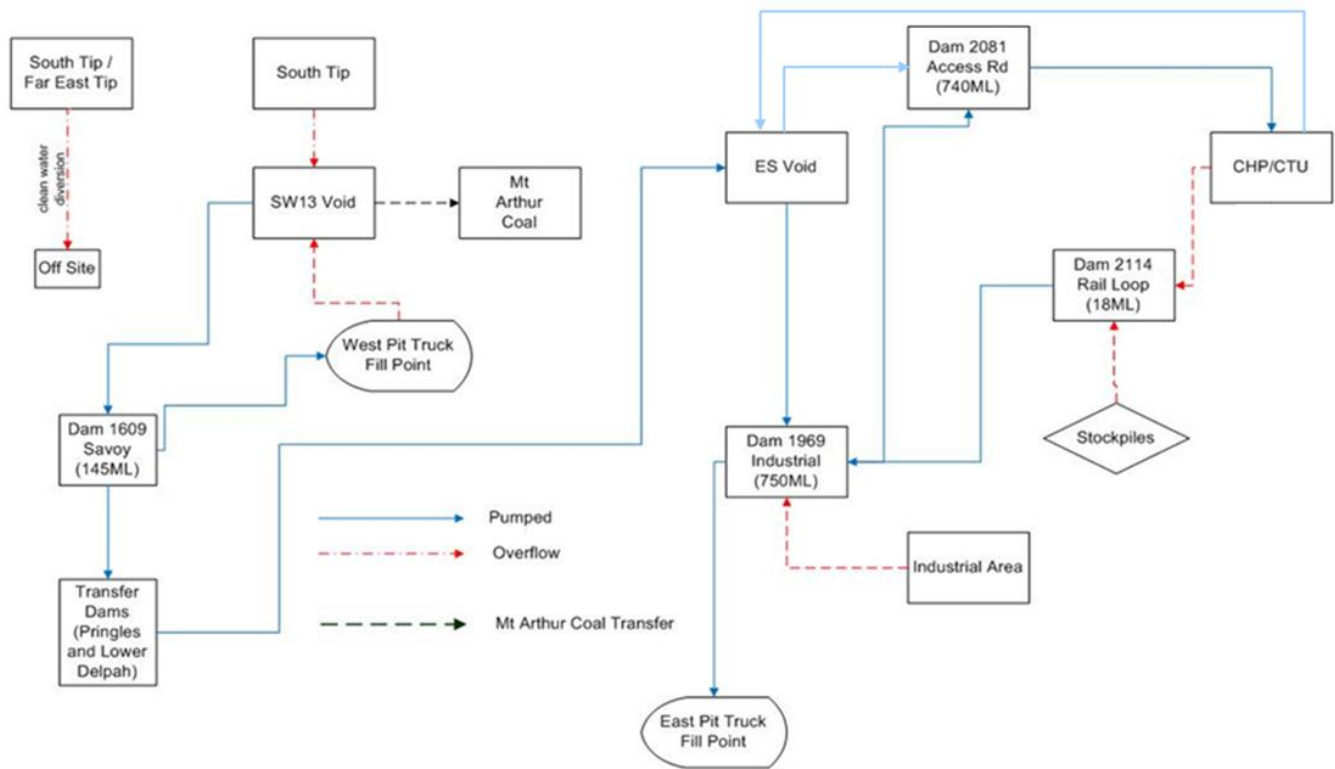 South Tip /
Far East Tip
clean water
diversion
Off Site
South Tip
SW13 Void
Mt
Arthur
Coal
West Pit Truck
Fill Point
Dam 1609
Savoy
(145ML)
Transfer
Dams
(Pringles
and Lower
Delpah)
Dam 2081
Access Rd
(740ML)
ES Void
CHP/CTU
Dam 2114
Rail Loop
(18ML)
Stockpiles
Dam 1969
Industrial
(750ML)
Industrial Area
East Pit Truck
Fill Point
Pumped
Overflow
Mt Arthur Coal Transfer